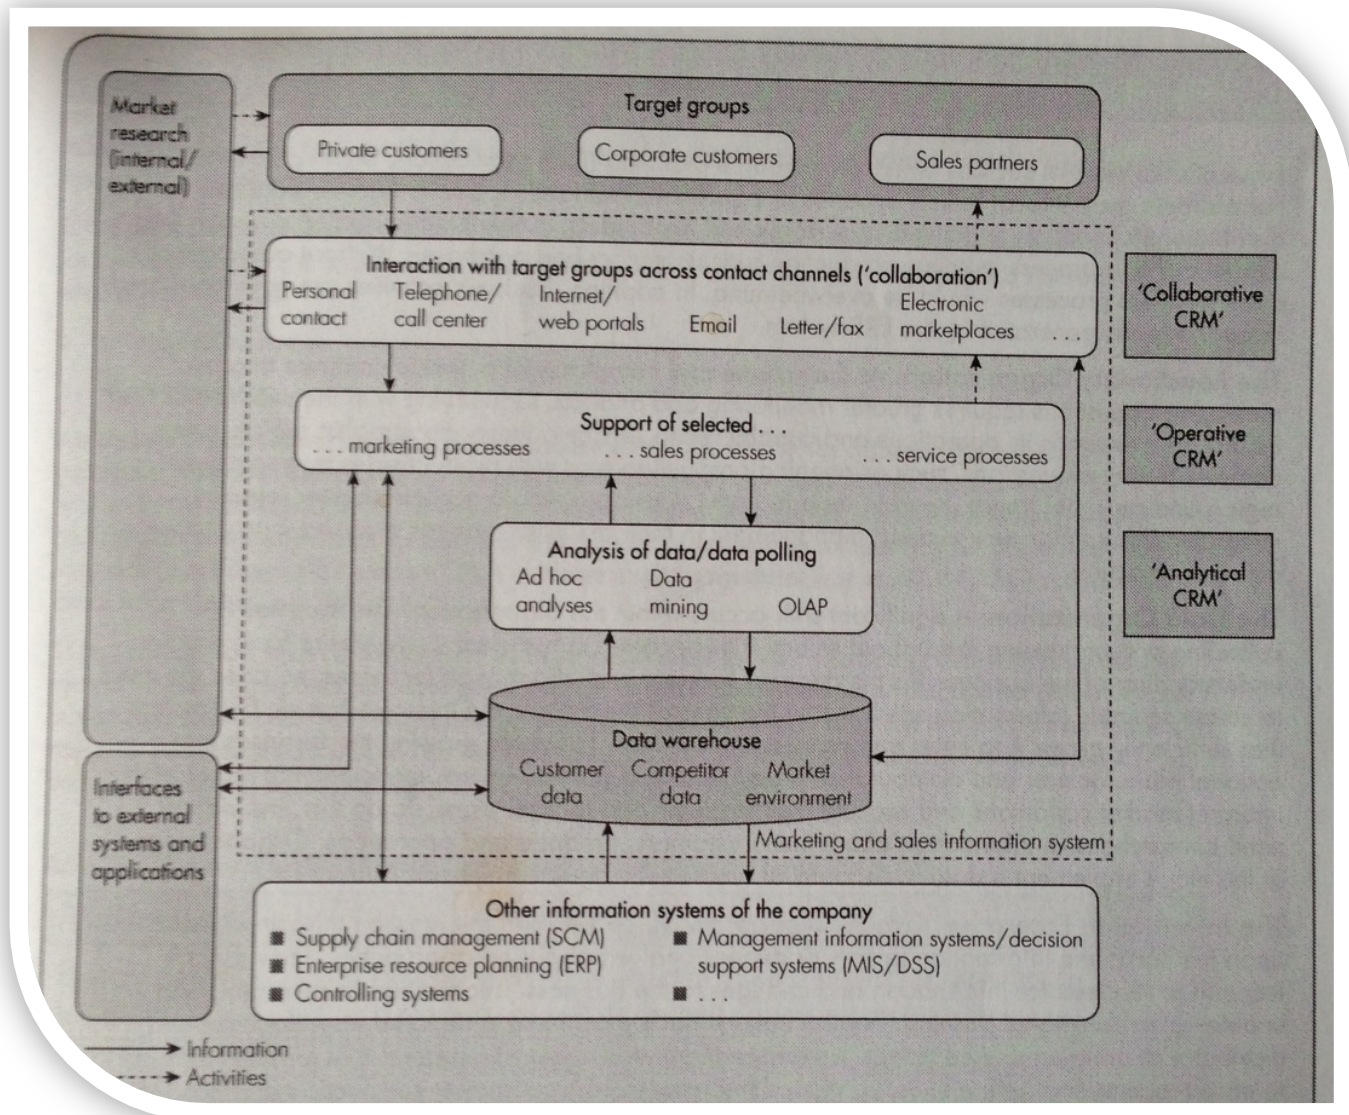 Market
research
(internal/
external)
Target groups
Private customers
Corporate customers
Sales partners
Interaction with target groups across contact channels ('collaboration')
Personal
contact
Telephone/
call center
Internet/
web portals
Email
Letter/fax
Electronic
marketplaces
. . .
'Collaborative
CRM'
Support of selected . . .
. . . marketing processes
. . . sales processes
. . . service processes
'Operative
CRM'
Analysis of data/data polling
Ad hoc
analyses
Data
mining
OLAP
'Analytical
CRM'
Data warehouse
Customer
data
Competitor
data
Market
environment
Marketing and sales information system
Interfaces
to external
systems and
applications
Other information systems of the company
Supply chain management (SCM)
Enterprise resource planning (ERP)
Controlling systems
Management information systems/decision
support systems (MIS/DSS)
. . .
Information
Activities